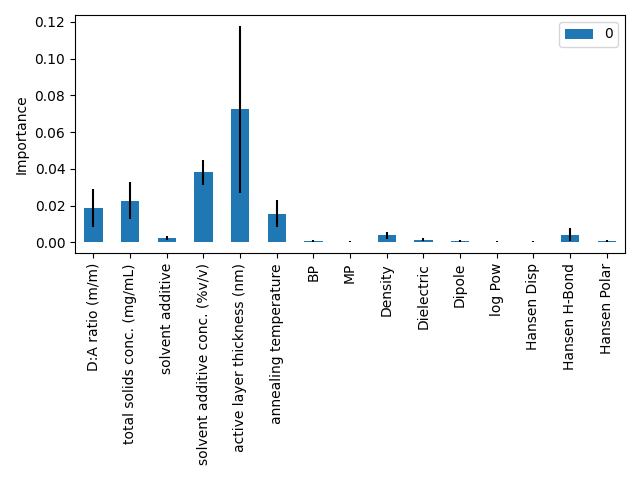 0.12
0.10
0.08
0.06
0.04
0.02
0.00
Importance
0
D:A ratio (m/m)
total solids conc. (mg/mL)
solvent additive
solvent additive conc. (%v/v)
active layer thickness (nm)
annealing temperature
BP
MP
Density
Dielectric
Dipole
log Pow
Hansen Disp
Hansen H-Bond
Hansen Polar